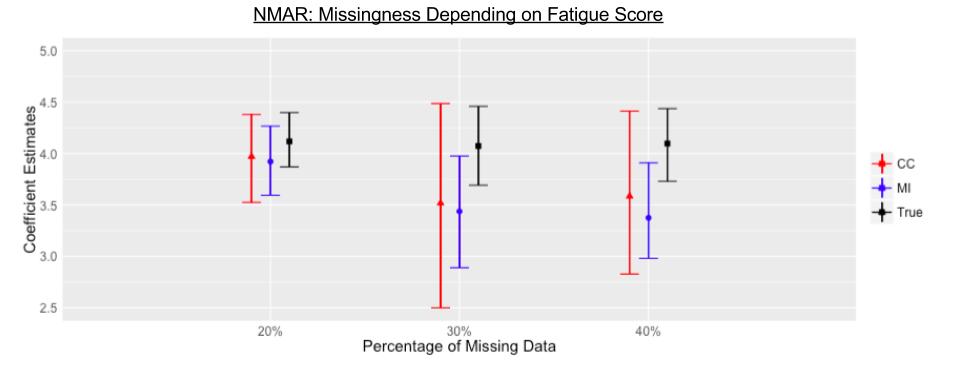 NMAR: Missingness Depending on Fatigue Score
5.0
4.5
4.0
3.5
3.0
2.5
Coefficient Estimates
20%
30%
40%
Percentage of Missing Data
CC
MI
True